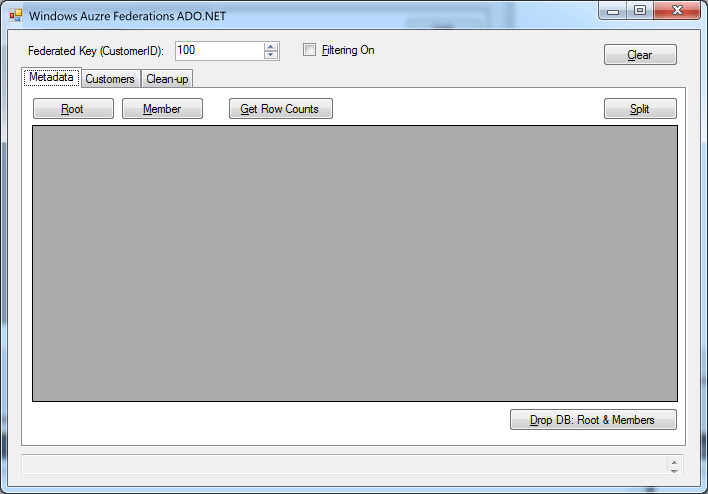 Windows Auzre Federations ADO.NET
Federated Key (CustomerID): 100 Filtering On Clear
Metadata Customers Clean-up
Root Member Get Row Counts Split
Drop DB: Root & Members